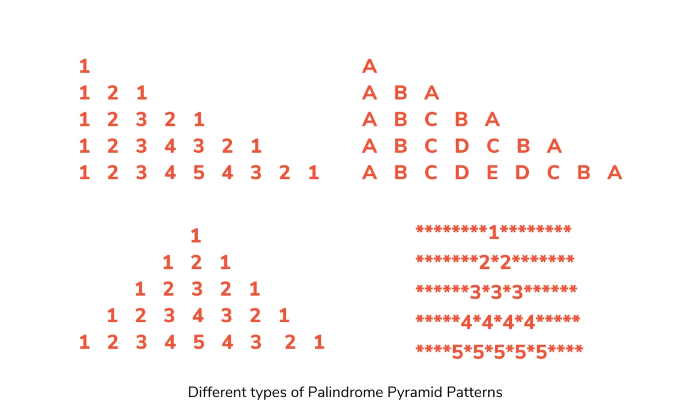 1
1 2 1
1 2 3 2 1
1 2 3 4 3 2 1
1 2 3 4 5 4 3 2 1
A
A B A
A B C B A
A B C D C B A
A B C D E D C B A
1
1 2 1
1 2 3 2 1
1 2 3 4 3 2 1
1 2 3 4 5 4 3 2 1
********1********
*******2*2*******
******3*3*3******
*****4*4*4*4*****
****5*5*5*5*5****
Different types of Palindrome Pyramid Patterns